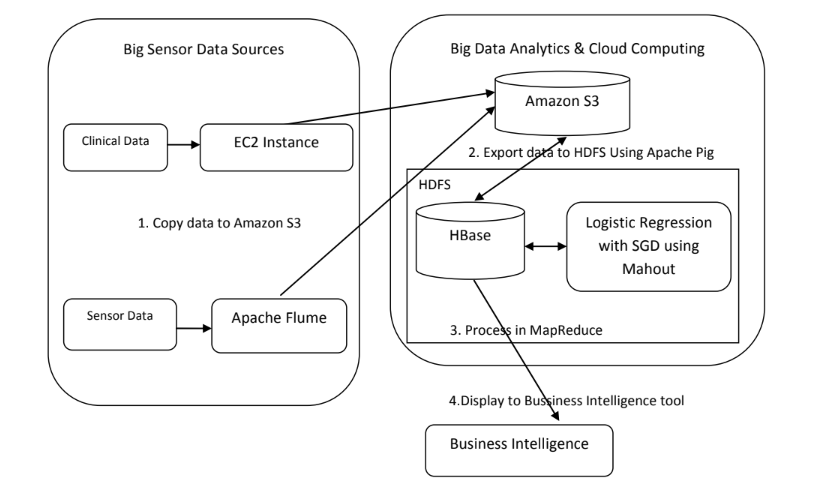 Big Sensor Data Sources
Clinical Data
EC2 Instance
1. Copy data to Amazon S3
Sensor Data
Apache Flume
Big Data Analytics & Cloud Computing
Amazon S3
2. Export data to HDFS Using Apache Pig
HDFS
HBase
Logistic Regression
with SGD using
Mahout
3. Process in MapReduce
4.Display to Bussiness Intelligence tool
Business Intelligence